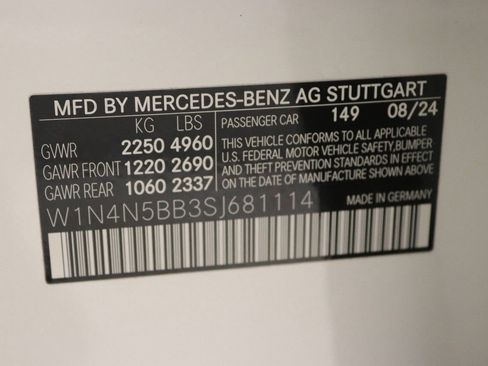 MFD BY MERCEDES-BENZ AG STUTTGART
KG LBS PASSENGER CAR 149 08/24
GVWR 2250 4960
GAWR FRONT 1220 2690
GAWR REAR 1060 2337
THIS VEHICLE CONFORMS TO ALL APPLICABLE
U.S. FEDERAL MOTOR VEHICLE SAFETY, BUMPER
AND THEFT PREVENTION STANDARDS IN EFFECT
ON THE DATE OF MANUFACTURE SHOWN ABOVE.
W1N4N5BB3SJ681114 MADE IN GERMANY